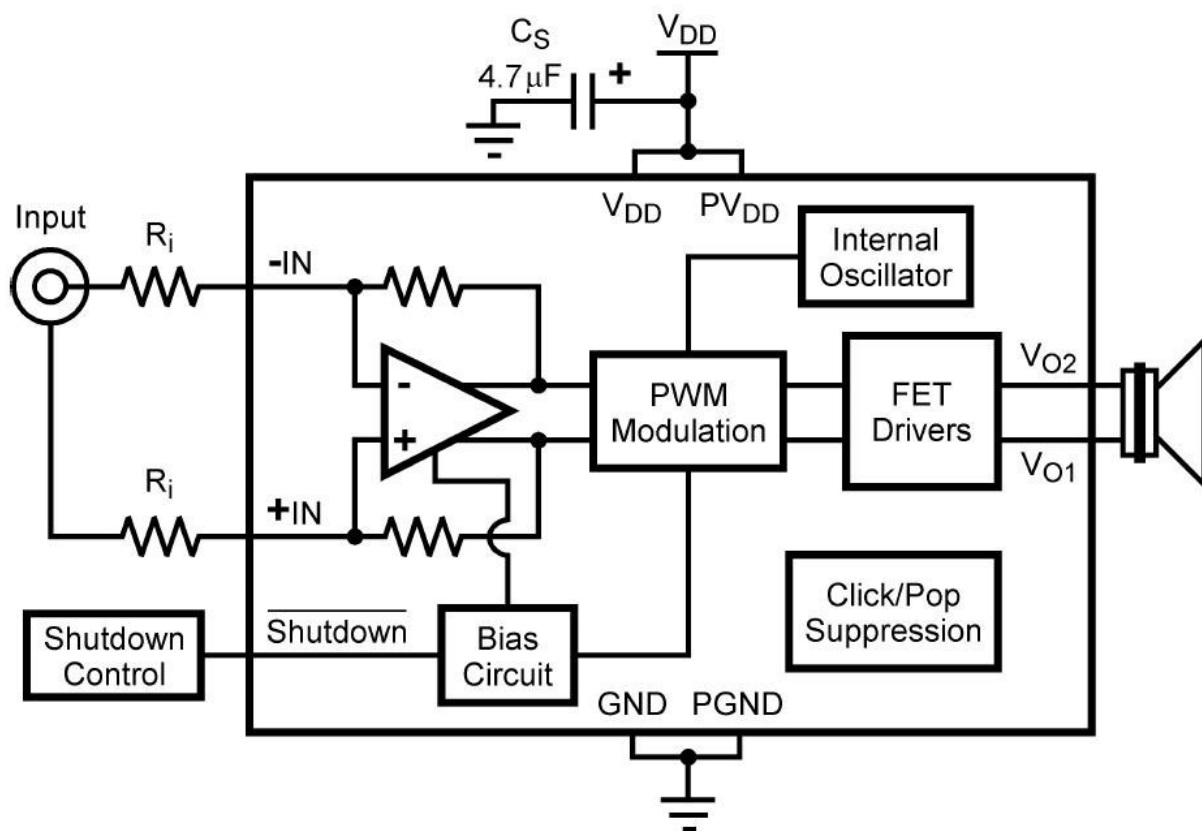 C_S
4.7μF
+
V_DD
V_DD
PV_DD
Input
R_i
-IN
Internal
Oscillator
-
+
PWM
Modulation
FET
Drivers
V_O2
V_O1
R_i
+IN
Click/Pop
Suppression
Shutdown
Control
Shutdown
Bias
Circuit
GND
PGND